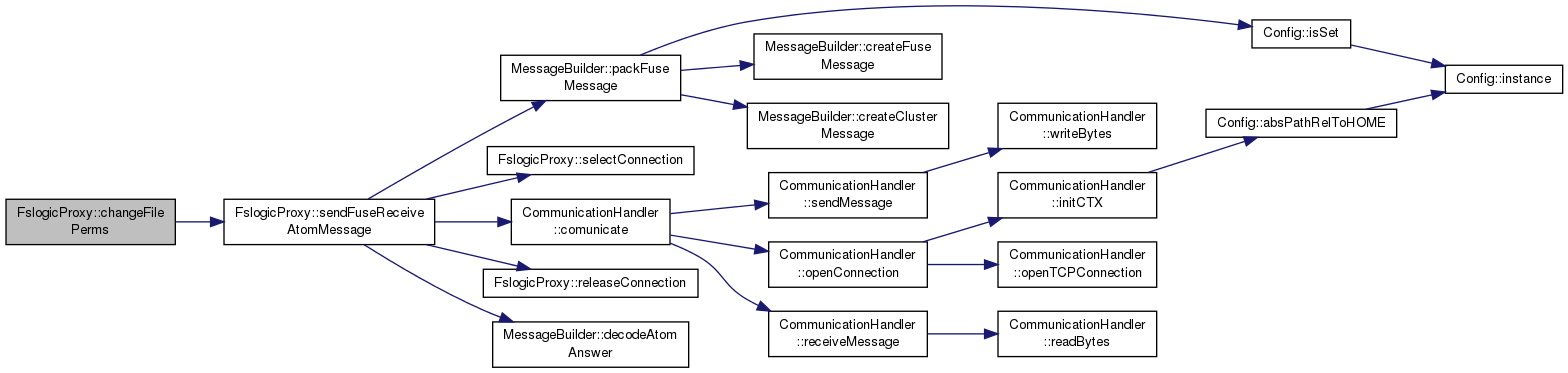 FslogicProxy::changeFile
Perms
FslogicProxy::sendFuseReceive
AtomMessage
MessageBuilder::packFuse
Message
FslogicProxy::selectConnection
CommunicationHandler
::comunicate
FslogicProxy::releaseConnection
MessageBuilder::decodeAtom
Answer
MessageBuilder::createFuse
Message
MessageBuilder::createCluster
Message
CommunicationHandler
::sendMessage
CommunicationHandler
::openConnection
CommunicationHandler
::receiveMessage
CommunicationHandler
::writeBytes
CommunicationHandler
::initCTX
CommunicationHandler
::openTCPConnection
CommunicationHandler
::readBytes
Config::isSet
Config::absPathRelToHOME
Config::instance